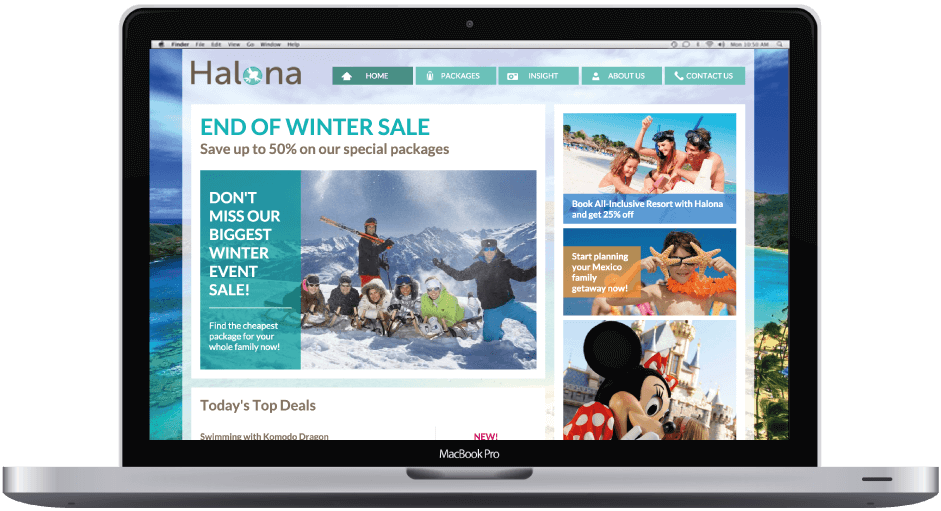 Finder File Edit View Go Window Help
Mon 10:50 AM
Halona
HOME
PACKAGES
INSIGHT
ABOUT US
CONTACT US
END OF WINTER SALE
Save up to 50% on our special packages
DON'T
MISS OUR
BIGGEST
WINTER
EVENT
SALE!
Find the cheapest
package for your
whole family now!
Book All-Inclusive Resort with Halona
and get 25% off
Start planning
your Mexico
family
getaway now!
Today's Top Deals
Swimming with Komodo Dragon
NEW!
MacBook Pro